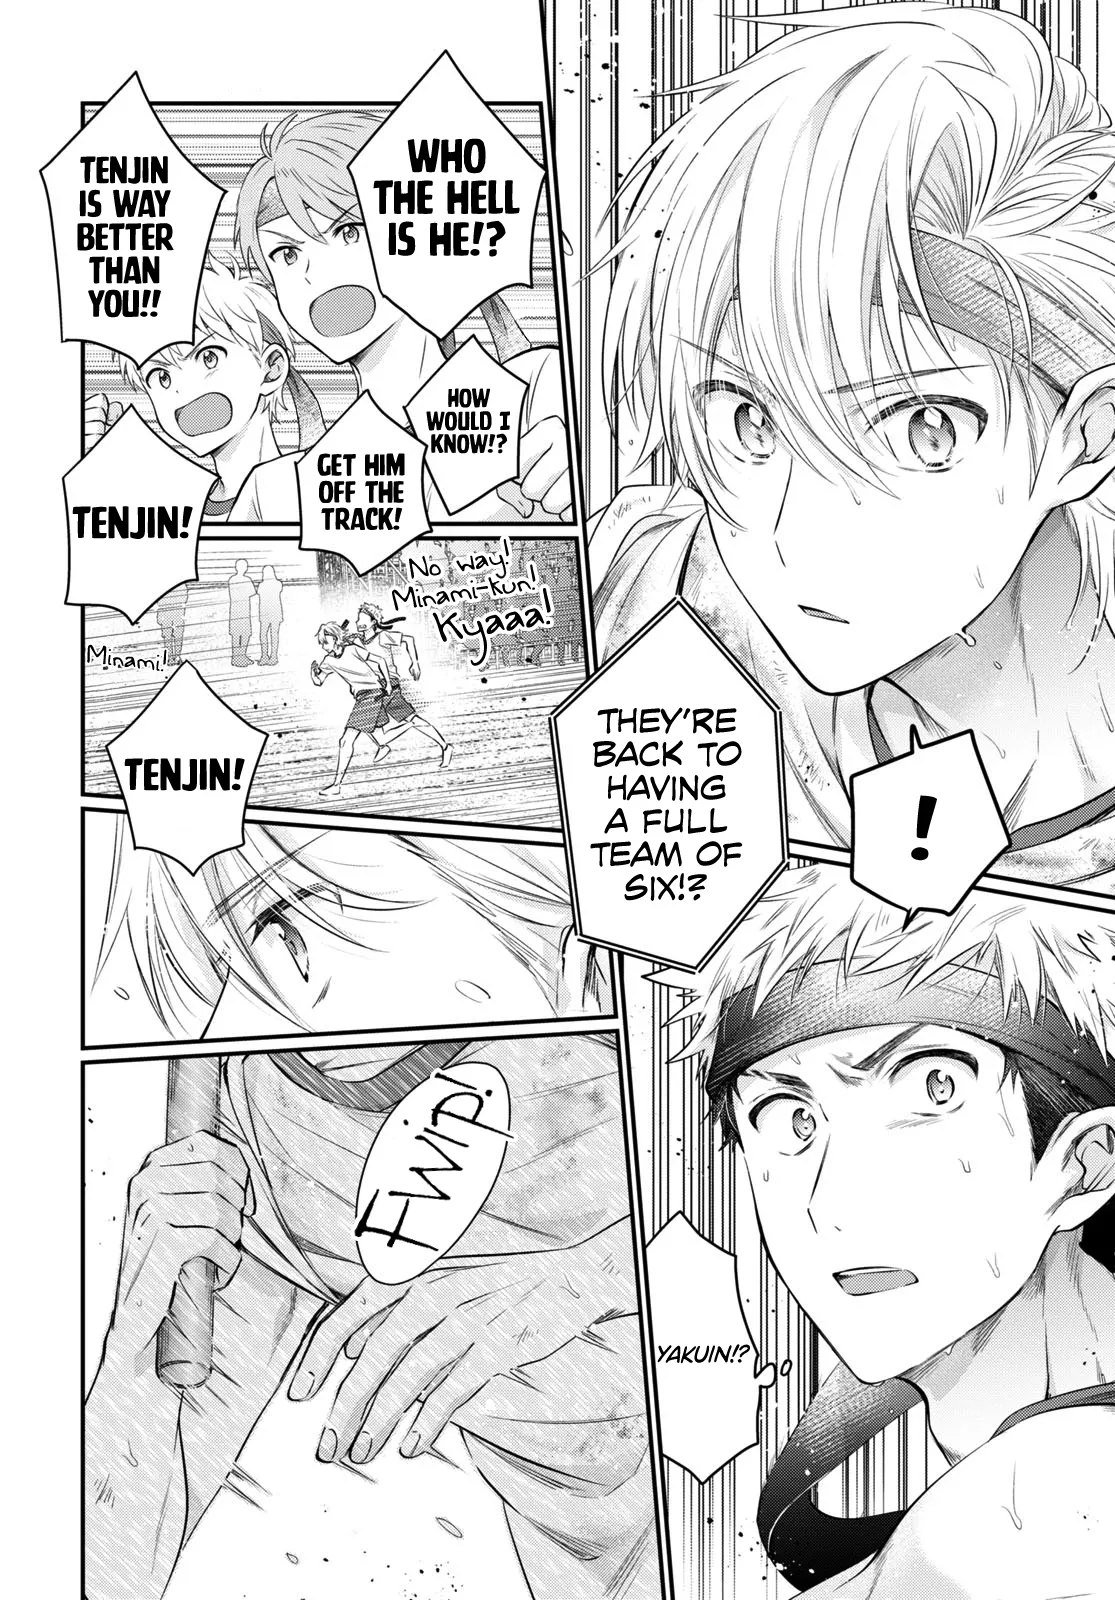 THEY'RE
BACK TO
HAVING
A FULL
TEAM OF
SIX!?
!
YAKUIN!?
WHO
THE HELL
IS HE!?
HOW
WOULD I
KNOW!?
GET HIM
OFF THE
TRACK!
TENJIN
IS WAY
BETTER
THAN
YOU!!
TENJIN!
No way!
Minami-kun!
Kyaaa!
Minami!
TENJIN!
FWIP!